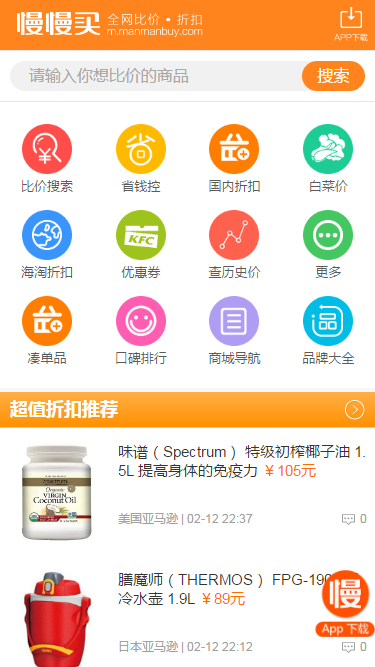 慢慢买 全网比价·折扣
m.manmanbuy.com
APP下载
请输入你想比价的商品
搜索
比价搜索 省钱控 国内折扣 白菜价
KFC
海淘折扣 优惠券 查历史价 更多
凑单品 口碑排行 商城导航 品牌大全
超值折扣推荐
spectrum
Organic
VIRGIN
Coconut Oil
味谱（Spectrum） 特级初榨椰子油 1.
5L 提高身体的免疫力 ￥105元
美国亚马逊 | 02-12 22:37
0
膳魔师（THERMOS） FPG-190
冷水壶 1.9L ￥89元
慢
App 下载
日本亚马逊 | 02-12 22:12
0